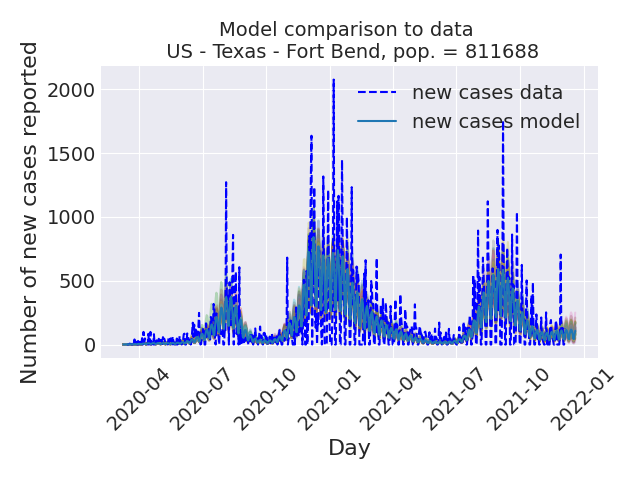 Model comparison to data
US - Texas - Fort Bend, pop. = 811688
Number of new cases reported
2000
1500
1000
500
0
new cases data
new cases model
2020-04
2020-07
2020-10
2021-01
2021-04
2021-07
2021-10
2022-01
Day